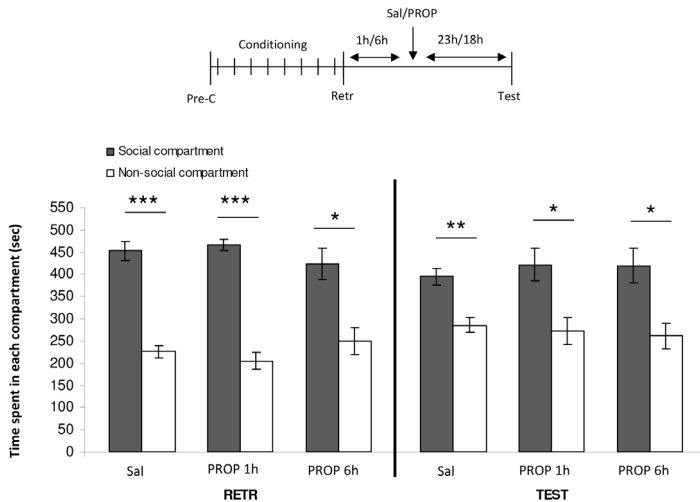 Sal/PROP
Conditioning
1h/6h
23h/18h
Pre-C
Retr
Test
Social compartment
Non-social compartment
Time spent in each compartment (sec)
550
500
450
400
350
300
250
200
150
100
50
0
***
***
*
**
*
*
Sal
PROP 1h
PROP 6h
Sal
PROP 1h
PROP 6h
RETR
TEST